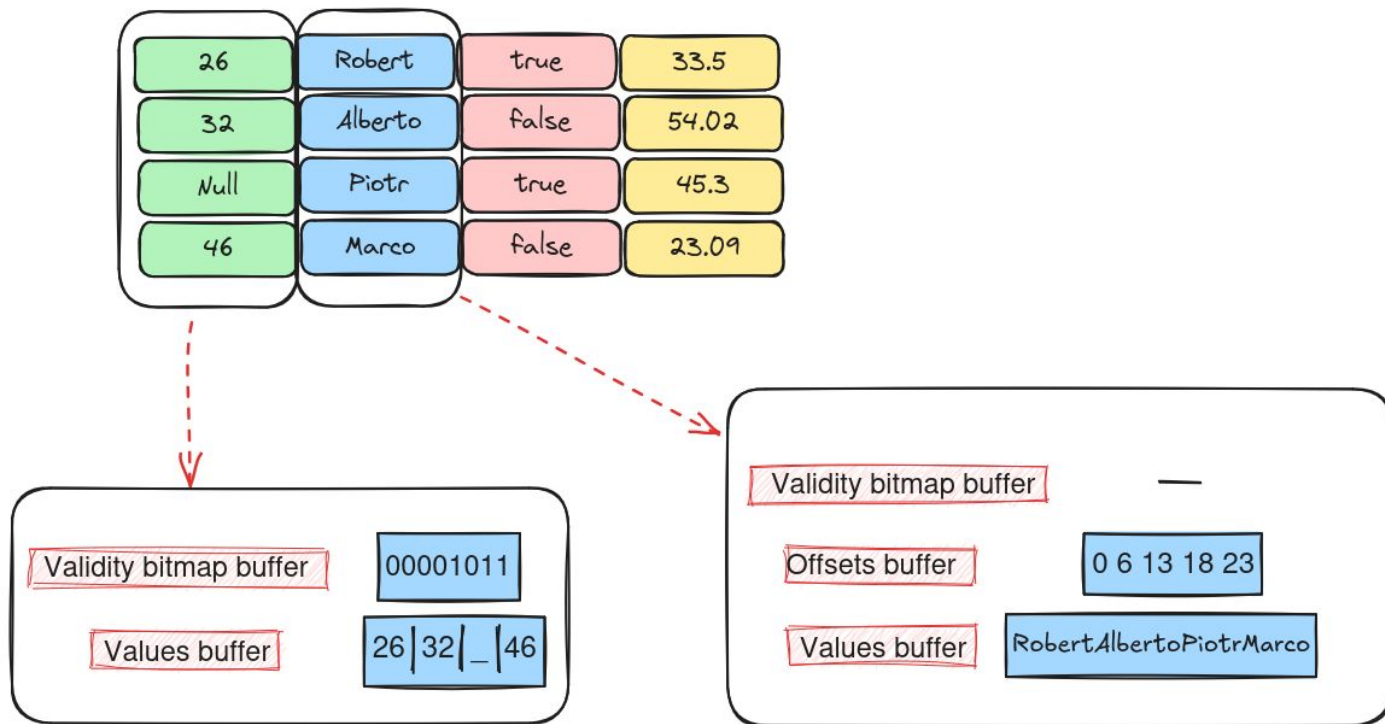 26 Robert true 33.5
32 Alberto false 54.02
Null Piotr true 45.3
46 Marco false 23.09
Validity bitmap buffer 00001011
Values buffer 26|32|_|46
Validity bitmap buffer —
Offsets buffer 0 6 13 18 23
Values buffer RobertAlbertoPiotrMarco